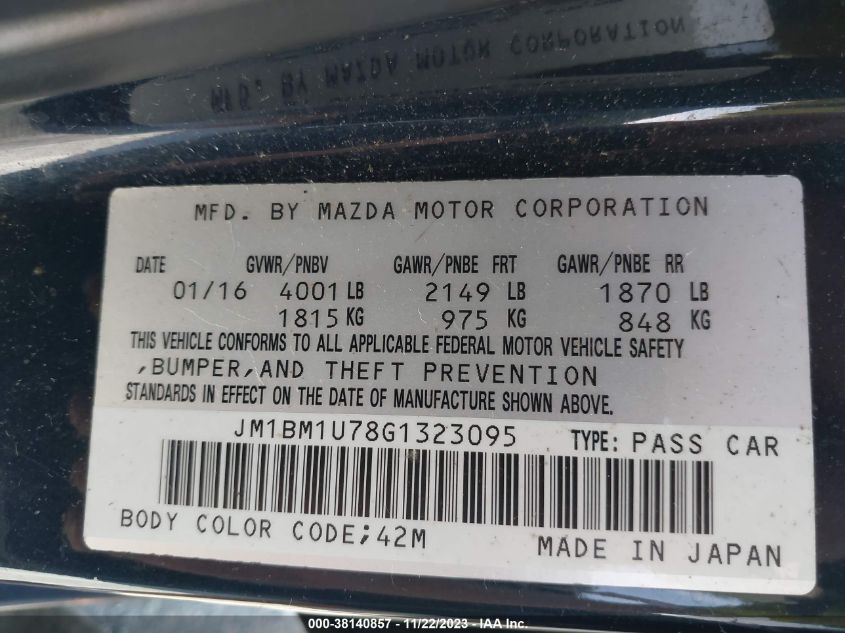 MFD. BY MAZDA MOTOR CORPORATION
MFD. BY MAZDA MOTOR CORPORATION
DATE GVWR/PNBV GAWR/PNBE FRT GAWR/PNBE RR
01/16 4001 LB 2149 LB 1870 LB
1815 KG 975 KG 848 KG
THIS VEHICLE CONFORMS TO ALL APPLICABLE FEDERAL MOTOR VEHICLE SAFETY
,BUMPER,AND THEFT PREVENTION
STANDARDS IN EFFECT ON THE DATE OF MANUFACTURE SHOWN ABOVE.
JM1BM1U78G1323095 TYPE: PASS CAR
BODY COLOR CODE;42M
MADE IN JAPAN
000-38140857 - 11/22/2023 - IAA Inc.